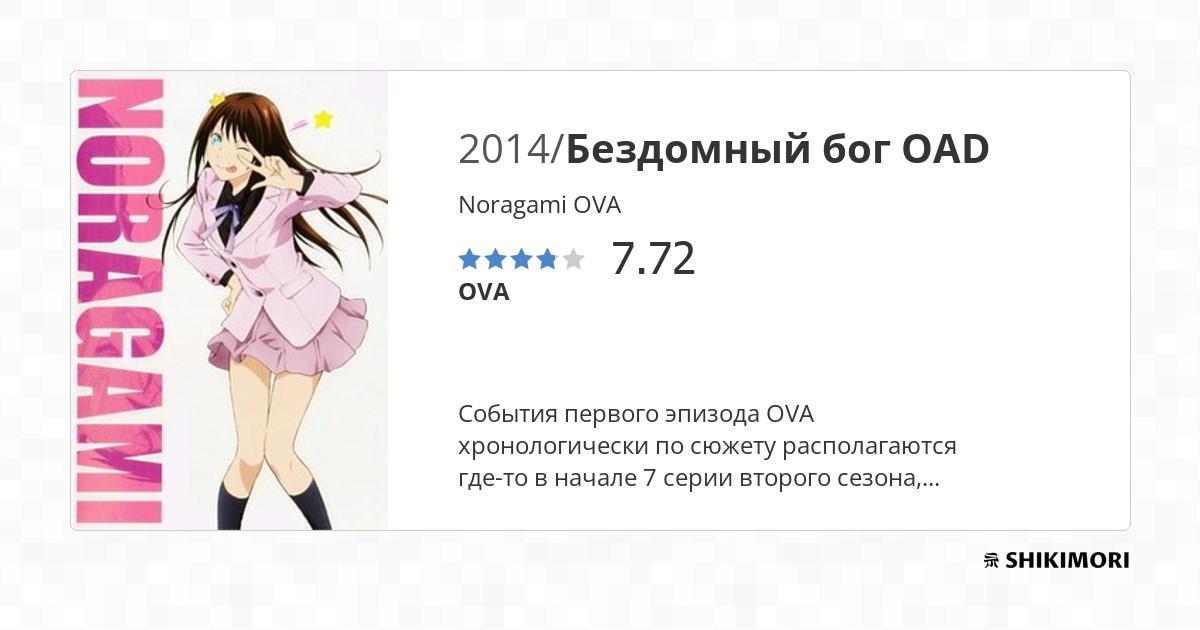 NORAGAMI
2014/Бездомный бог OAD
Noragami OVA
7.72
OVA
События первого эпизода OVA
хронологически по сюжету располагаются
где-то в начале 7 серии второго сезона,...
SHIKIMORI